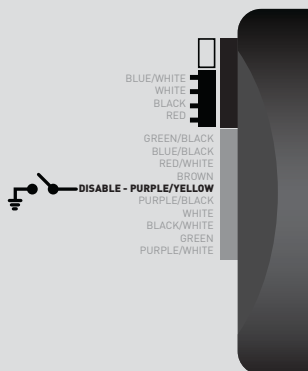 BLUE/WHITE
WHITE
BLACK
RED
GREEN/BLACK
BLUE/BLACK
RED/WHITE
BROWN
DISABLE - PURPLE/YELLOW
PURPLE/BLACK
WHITE
BLACK/WHITE
GREEN
PURPLE/WHITE